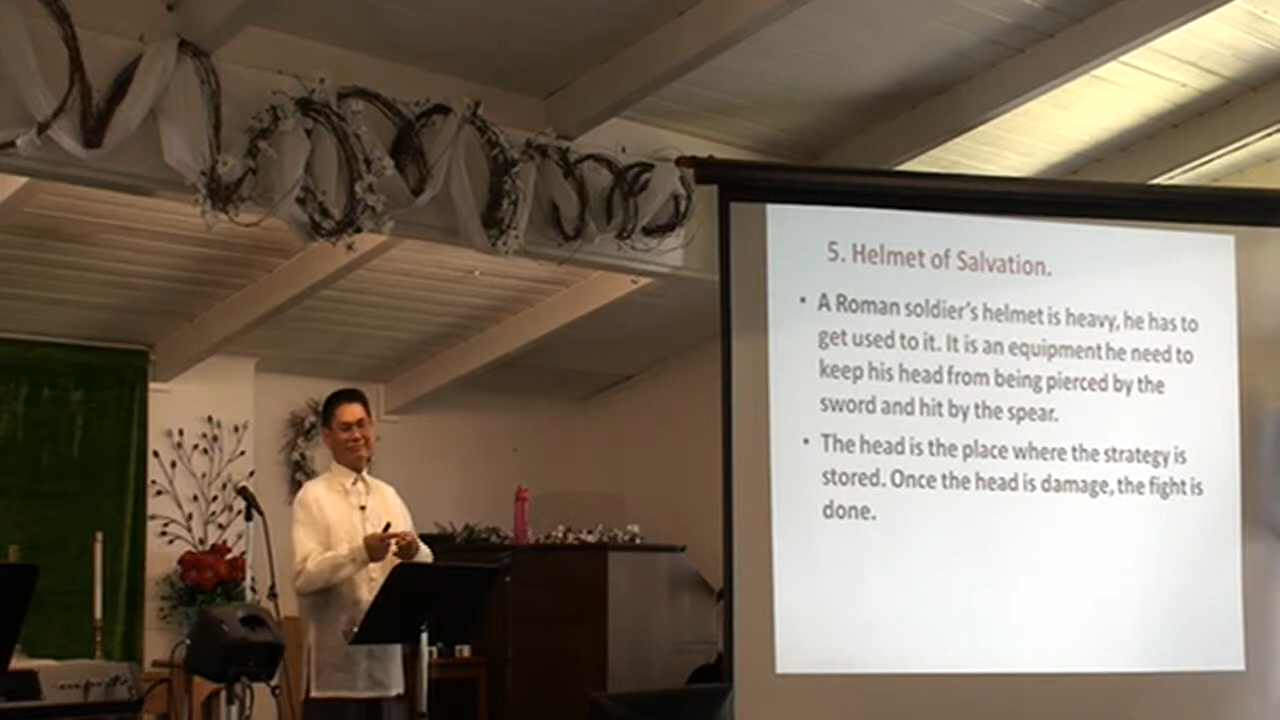 5. Helmet of Salvation.
• A Roman soldier's helmet is heavy, he has to
get used to it. It is an equipment he need to
keep his head from being pierced by the
sword and hit by the spear.
• The head is the place where the strategy is
stored. Once the head is damage, the fight is
done.